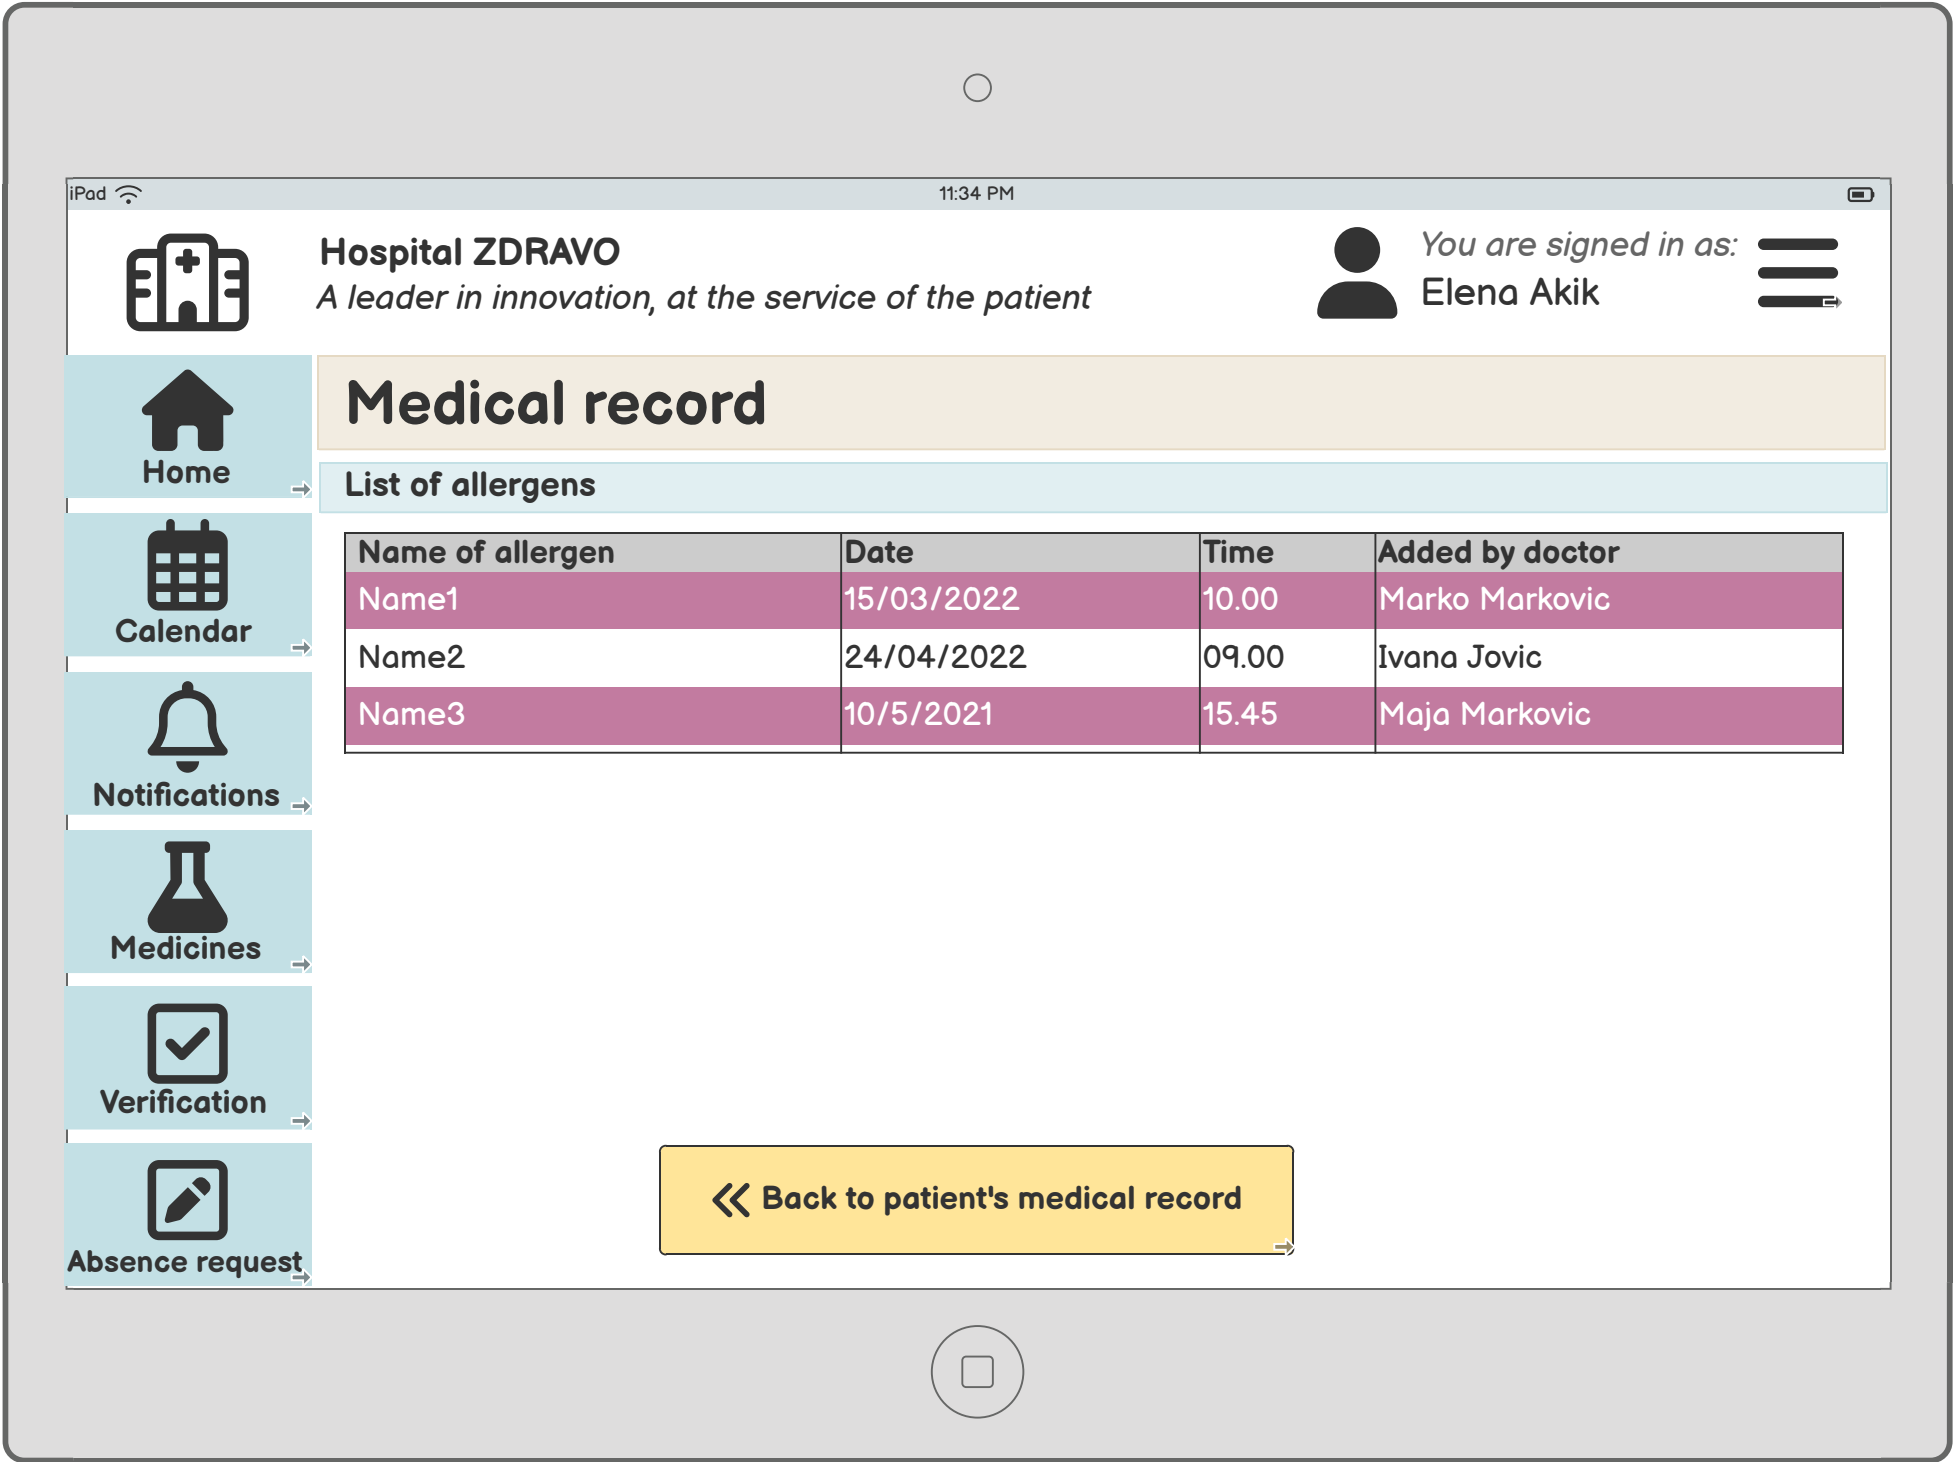 iPad
11:34 PM
Hospital ZDRAVO
A leader in innovation, at the service of the patient
You are signed in as:
Elena Akik
Home
Calendar
Notifications
Medicines
Verification
Absence request
Medical record
List of allergens
Name of allergen Date Time Added by doctor
Name1 15/03/2022 10.00 Marko Markovic
Name2 24/04/2022 09.00 Ivana Jovic
Name3 10/5/2021 15.45 Maja Markovic
Back to patient's medical record